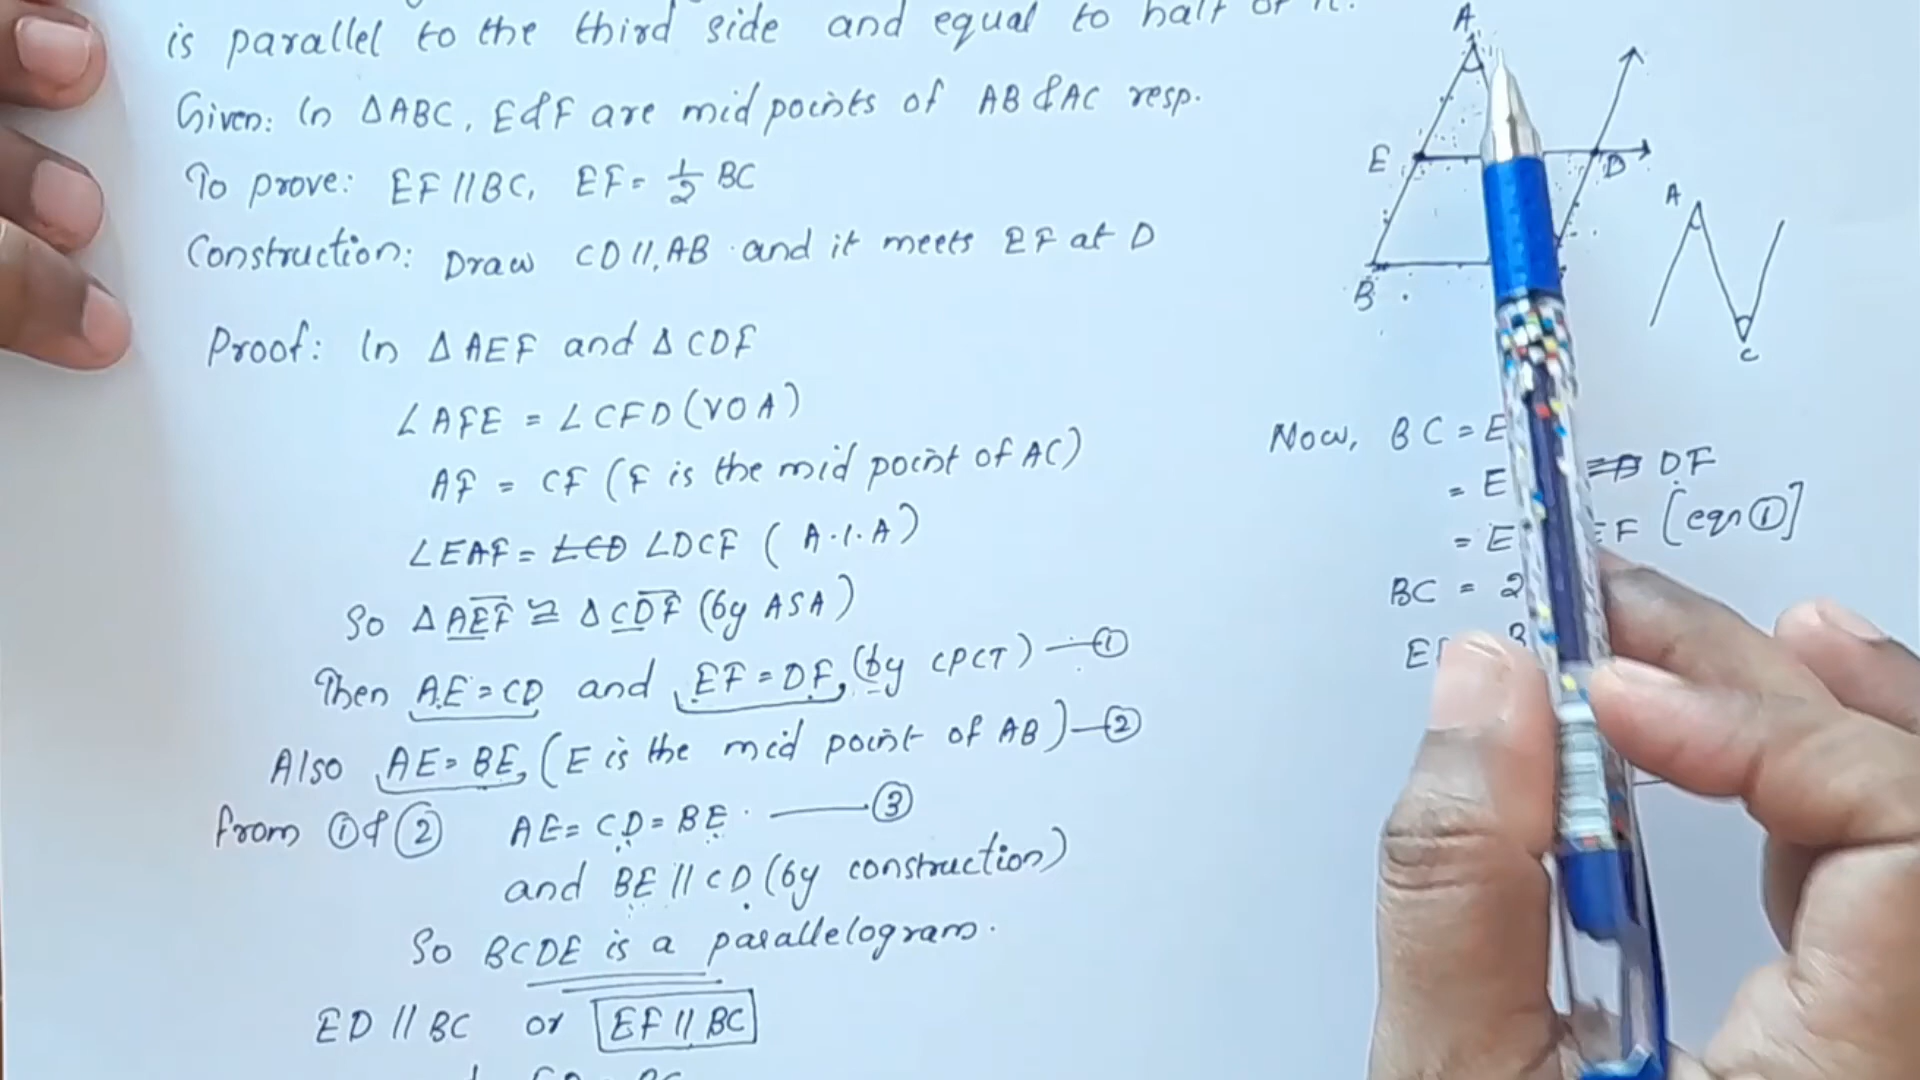 is parallel to the third side and equal to half of it.
Given: In ΔABC, E&F are mid points of AB & AC resp.
To prove: EF // BC, EF = 1/2 BC
Construction: Draw CD // AB and it meets EF at D
Proof: In ΔAEF and ΔCDF
∠AFE = ∠CFD (VOA)
AF = CF (F is the mid point of AC)
∠EAF = ∠CD ∠DCF (A.I.A)
So ΔAEF ≅ ΔCDF (by ASA)
Then AE = CD and EF = DF, (by CPCT) — ①
Also AE = BE, (E is the mid point of AB) — ②
from ① & ② AE = CD = BE — ③
and BE // CD (by construction)
So BCDE is a parallelogram.
ED // BC or EF // BC
A
E
D
B
A
C
Now, BC = E
= E DF
= E EF [eqn ①]
BC = 2